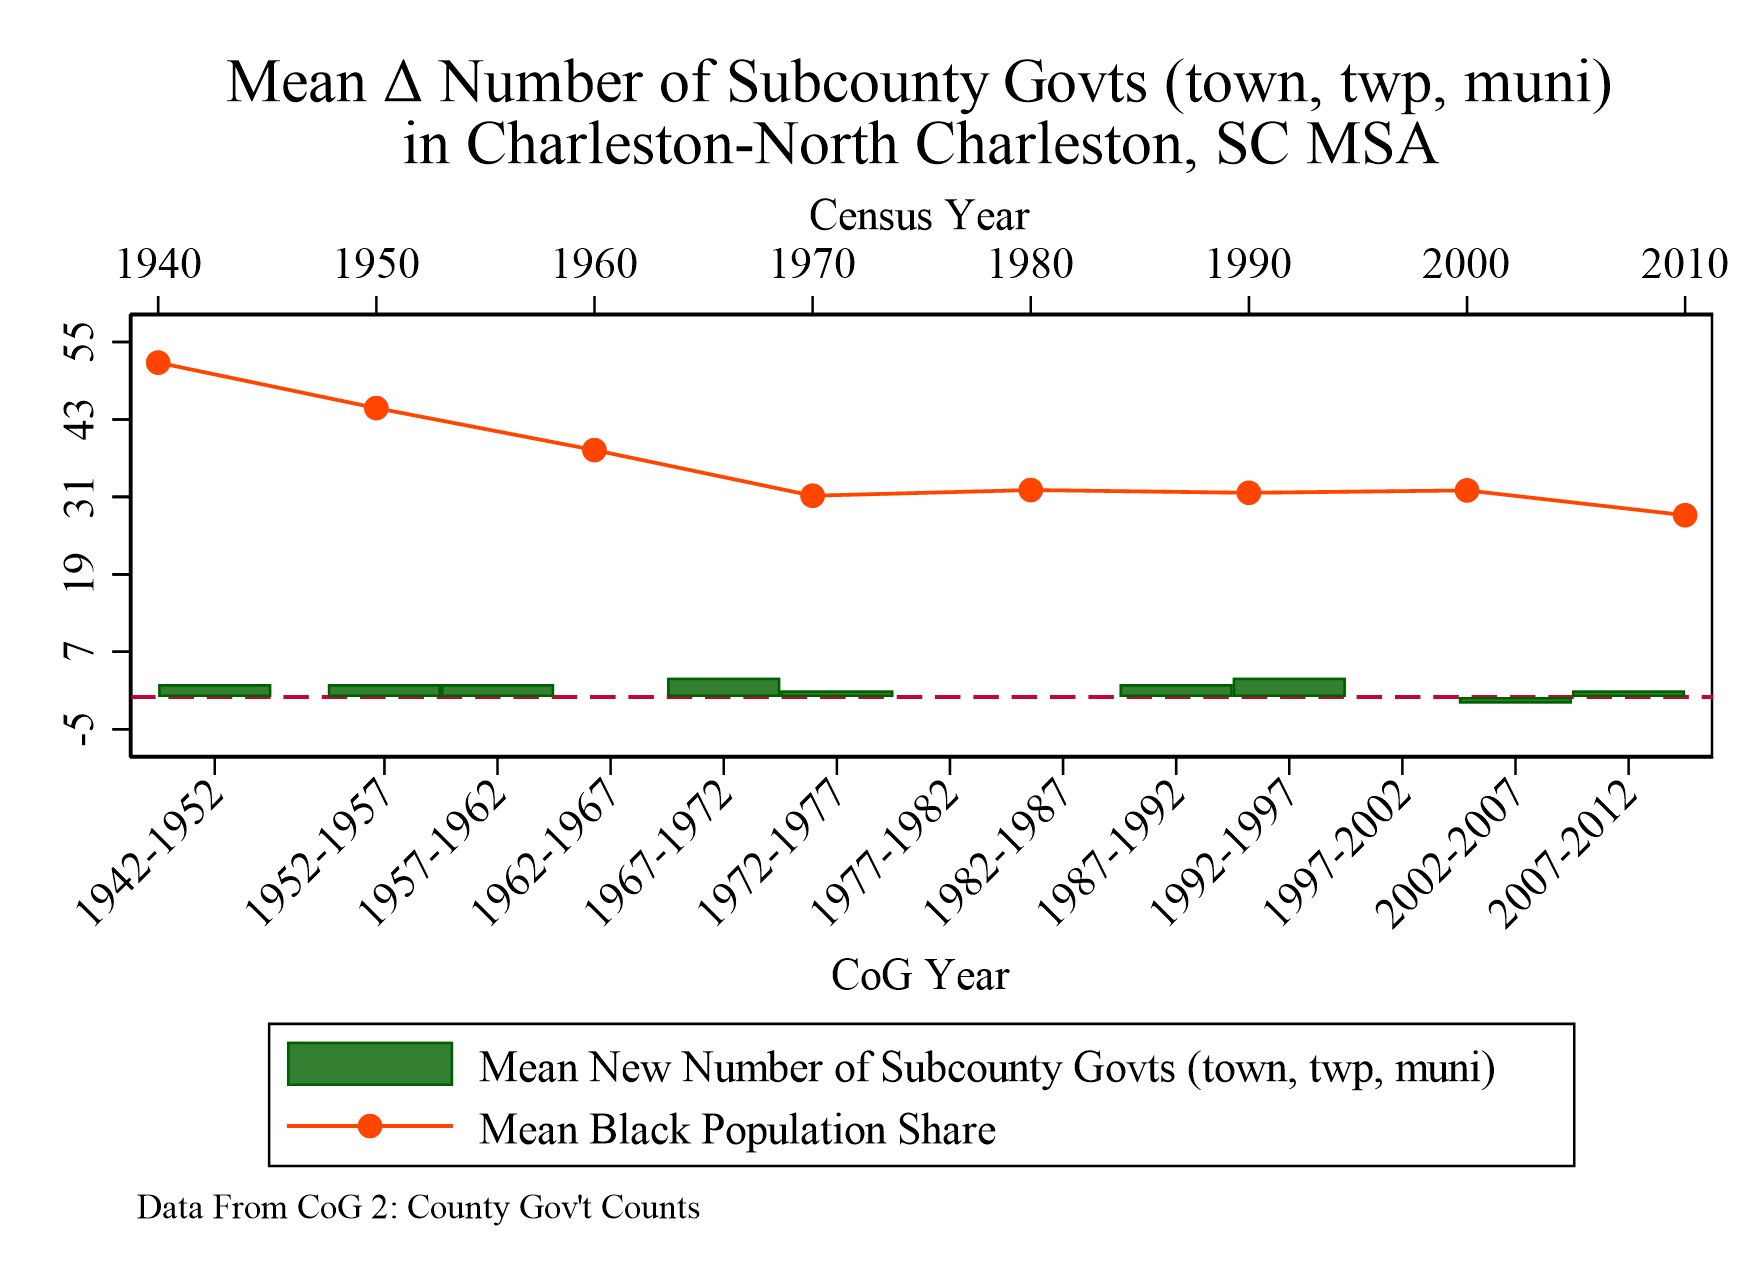 Mean Δ Number of Subcounty Govts (town, twp, muni)
in Charleston-North Charleston, SC MSA
Census Year
1940 1950 1960 1970 1980 1990 2000 2010
55
43
31
19
7
-5
1942-1952 1952-1957 1957-1962 1962-1967 1967-1972 1972-1977 1977-1982 1982-1987 1987-1992 1992-1997 1997-2002 2002-2007 2007-2012
CoG Year
Mean New Number of Subcounty Govts (town, twp, muni)
Mean Black Population Share
Data From CoG 2: County Gov't Counts